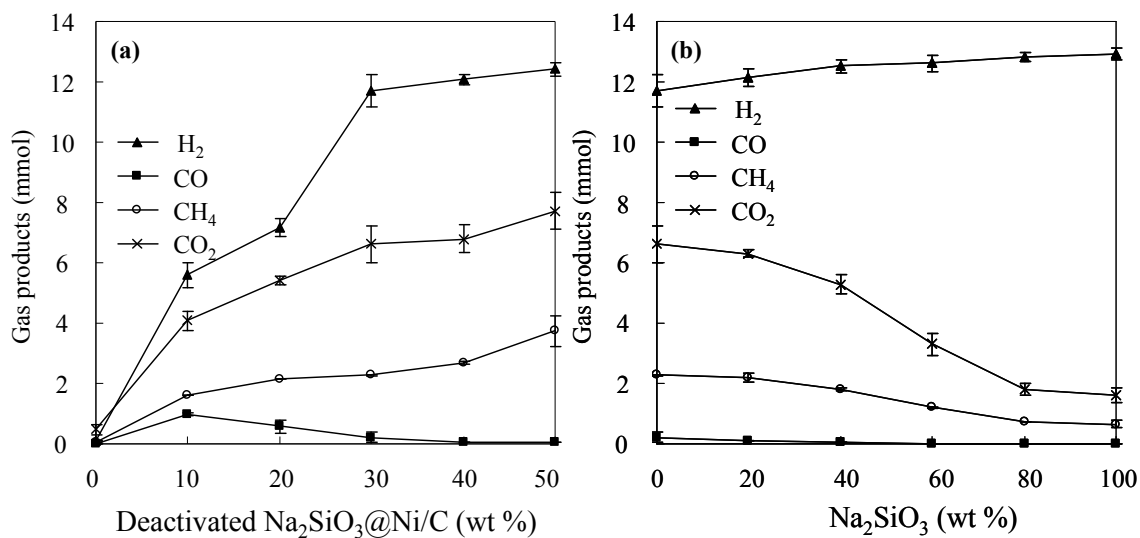 (a)
Gas products (mmol)
14
12
10
8
6
4
2
0
H₂
CO
CH₄
CO₂
0 10 20 30 40 50
Deactivated Na₂SiO₃@Ni/C (wt %)
(b)
Gas products (mmol)
14
12
10
8
6
4
2
0
H₂
CO
CH₄
CO₂
0 20 40 60 80 100
Na₂SiO₃ (wt %)